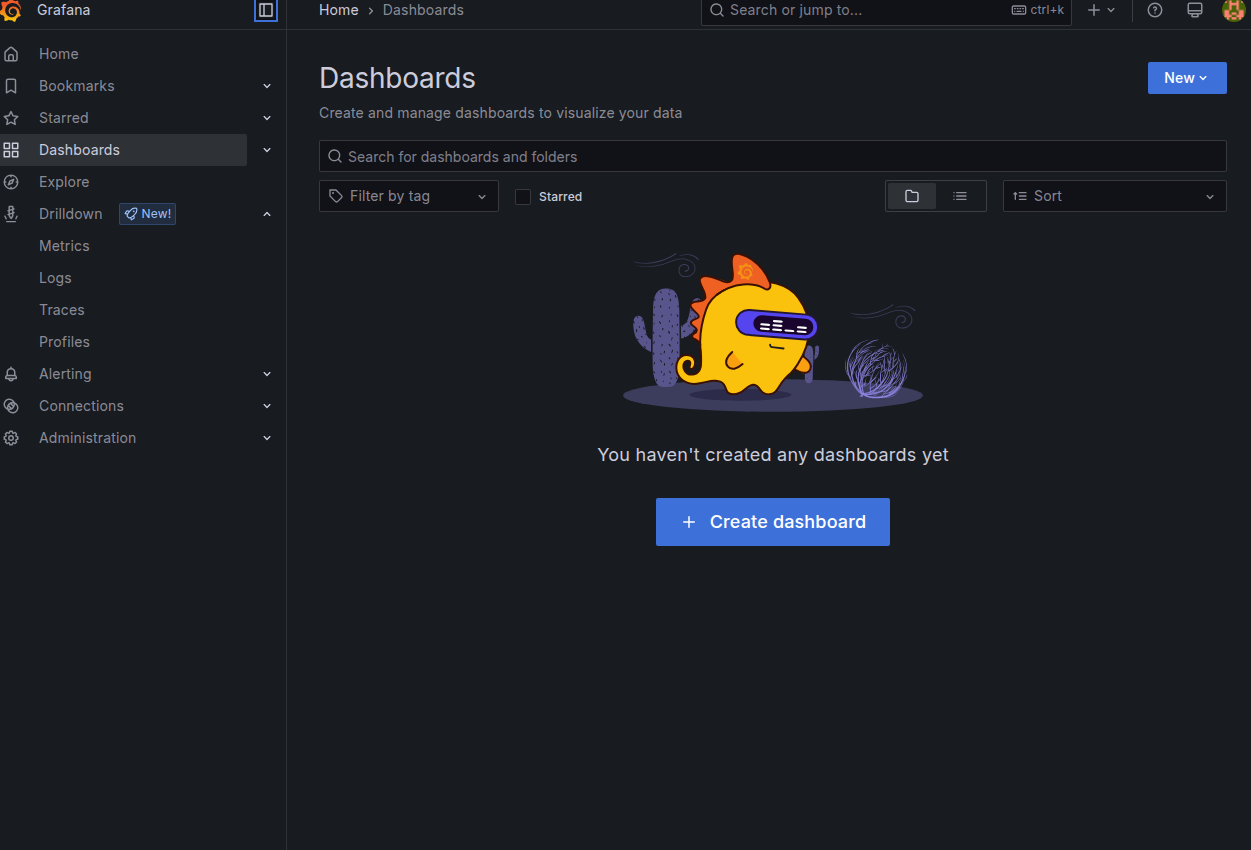 Grafana
Home › Dashboards
Search or jump to...
ctrl+k
Home
Bookmarks
Starred
Dashboards
Explore
Drilldown
New!
Metrics
Logs
Traces
Profiles
Alerting
Connections
Administration
Dashboards
New
Create and manage dashboards to visualize your data
Search for dashboards and folders
Filter by tag
Starred
Sort
You haven't created any dashboards yet
+ Create dashboard